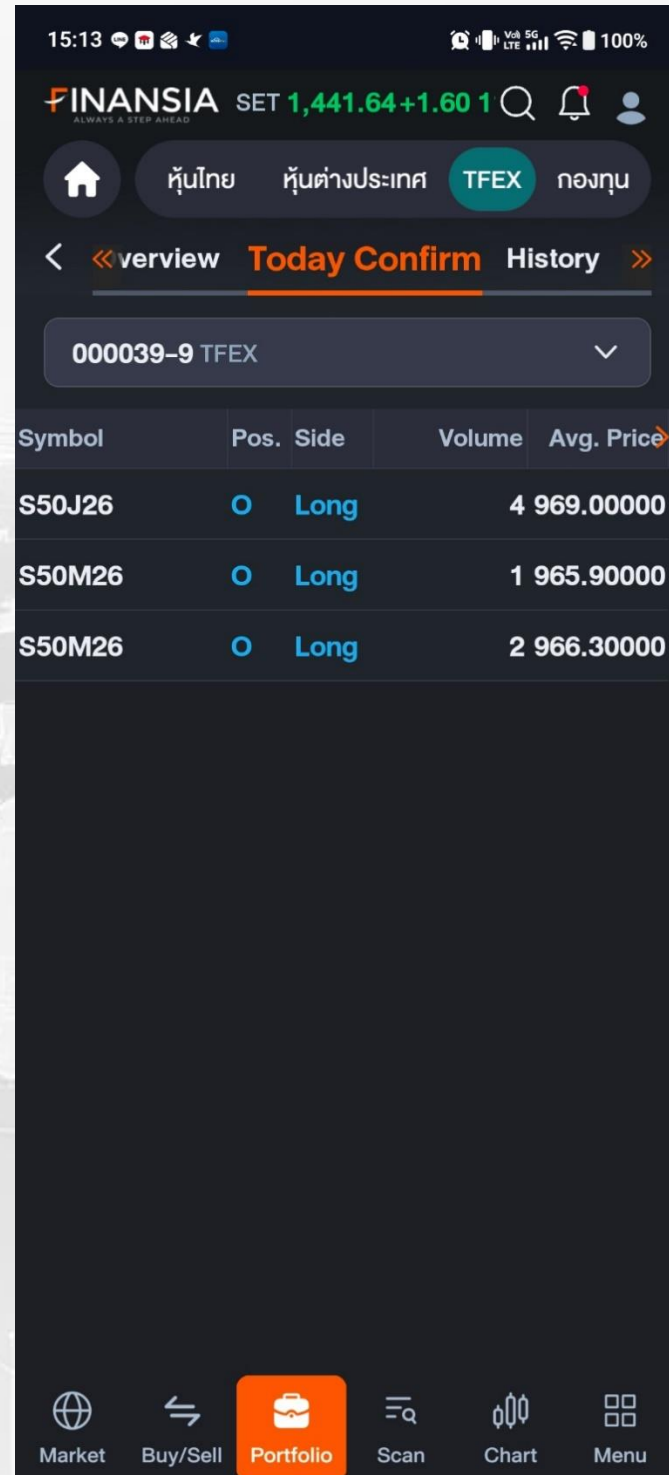 15:13 100%
FINANSIA SET 1,441.64 +1.60 1
ALWAYS A STEP AHEAD
หุ้นไทย หุ้นต่างประเทศ TFEX กองทุน
verview Today Confirm History
000039-9 TFEX
Symbol Pos. Side Volume Avg. Price
S50J26 O Long 4 969.00000
S50M26 O Long 1 965.90000
S50M26 O Long 2 966.30000
Market Buy/Sell Portfolio Scan Chart Menu